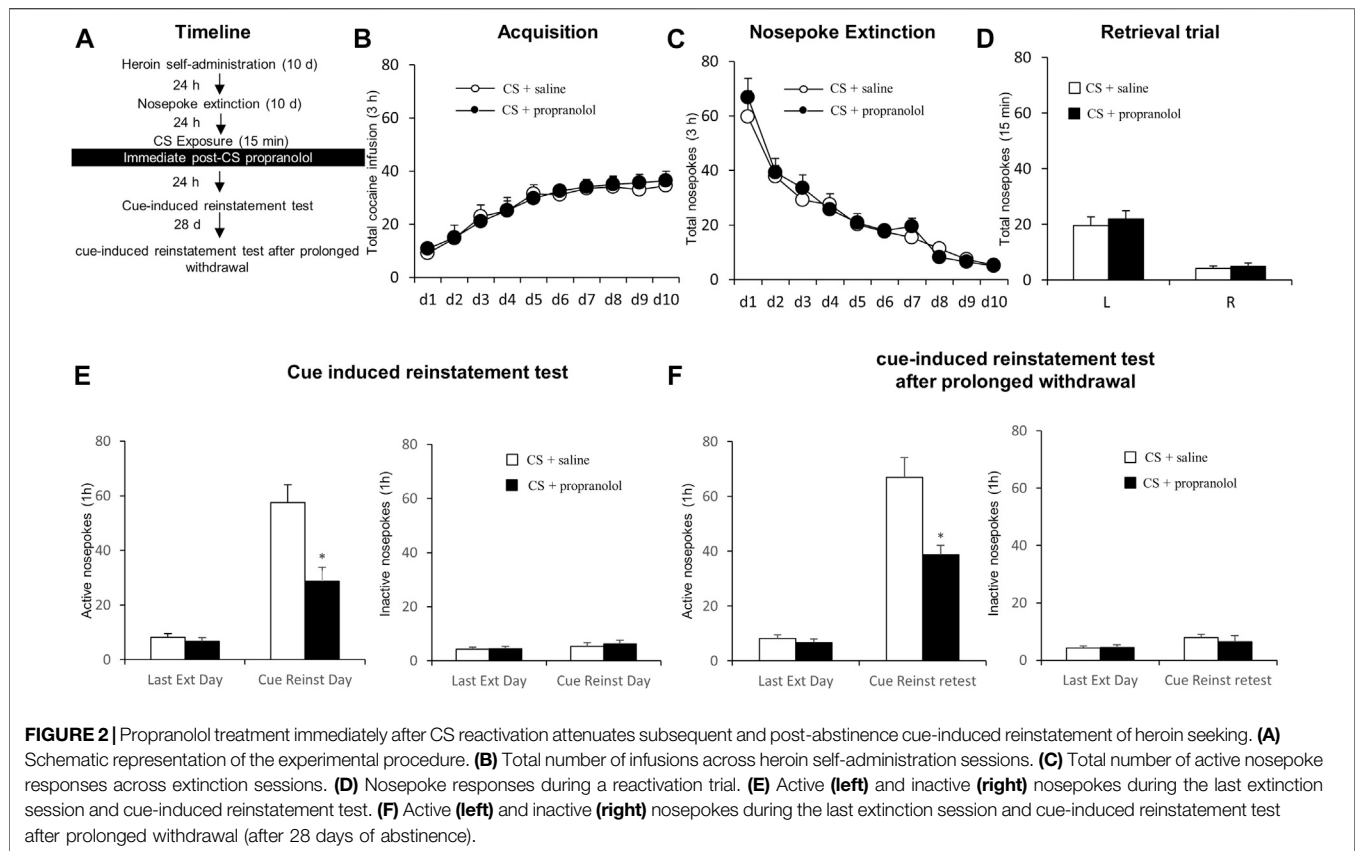 A
Timeline
Heroin self-administration (10 d)
24 h
Nosepoke extinction (10 d)
24 h
CS Exposure (15 min)
Immediate post-CS propranolol
24 h
Cue-induced reinstatement test
28 d
cue-induced reinstatement test after prolonged
withdrawal
B
Acquisition
Total cocaine infusion (3 h)
80
60
40
20
0
CS + saline
CS + propranolol
d1 d2 d3 d4 d5 d6 d7 d8 d9 d10
C
Nosepoke Extinction
Total nosepokes (3 h)
80
60
40
20
0
CS + saline
CS + propranolol
d1 d2 d3 d4 d5 d6 d7 d8 d9 d10
D
Retrieval trial
Total nosepokes (15 min)
80
60
40
20
0
CS + saline
CS + propranolol
L R
E
Cue induced reinstatement test
Active nosepokes (1h)
80
60
40
20
0
*
Last Ext Day Cue Reinst Day
Inactive nosepokes (1h)
80
60
40
20
0
CS + saline
CS + propranolol
Last Ext Day Cue Reinst Day
F
cue-induced reinstatement test
after prolonged withdrawal
Active nosepokes (1h)
80
60
40
20
0
*
Last Ext Day Cue Reinst retest
Inactive nosepokes (1h)
80
60
40
20
0
CS + saline
CS + propranolol
Last Ext Day Cue Reinst retest
FIGURE 2 | Propranolol treatment immediately after CS reactivation attenuates subsequent and post-abstinence cue-induced reinstatement of heroin seeking. (A)
Schematic representation of the experimental procedure. (B) Total number of infusions across heroin self-administration sessions. (C) Total number of active nosepoke
responses across extinction sessions. (D) Nosepoke responses during a reactivation trial. (E) Active (left) and inactive (right) nosepokes during the last extinction
session and cue-induced reinstatement test. (F) Active (left) and inactive (right) nosepokes during the last extinction session and cue-induced reinstatement test
after prolonged withdrawal (after 28 days of abstinence).